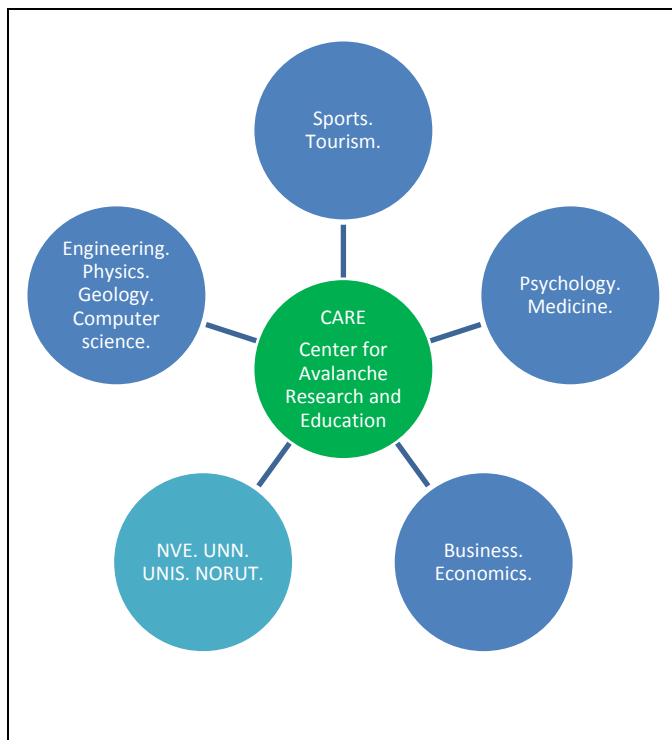 Sports.
Tourism.
Engineering.
Physics.
Geology.
Computer
science.
Psychology.
Medicine.
CARE
Center for
Avalanche
Research and
Education
NVE. UNN.
UNIS. NORUT.
Business.
Economics.